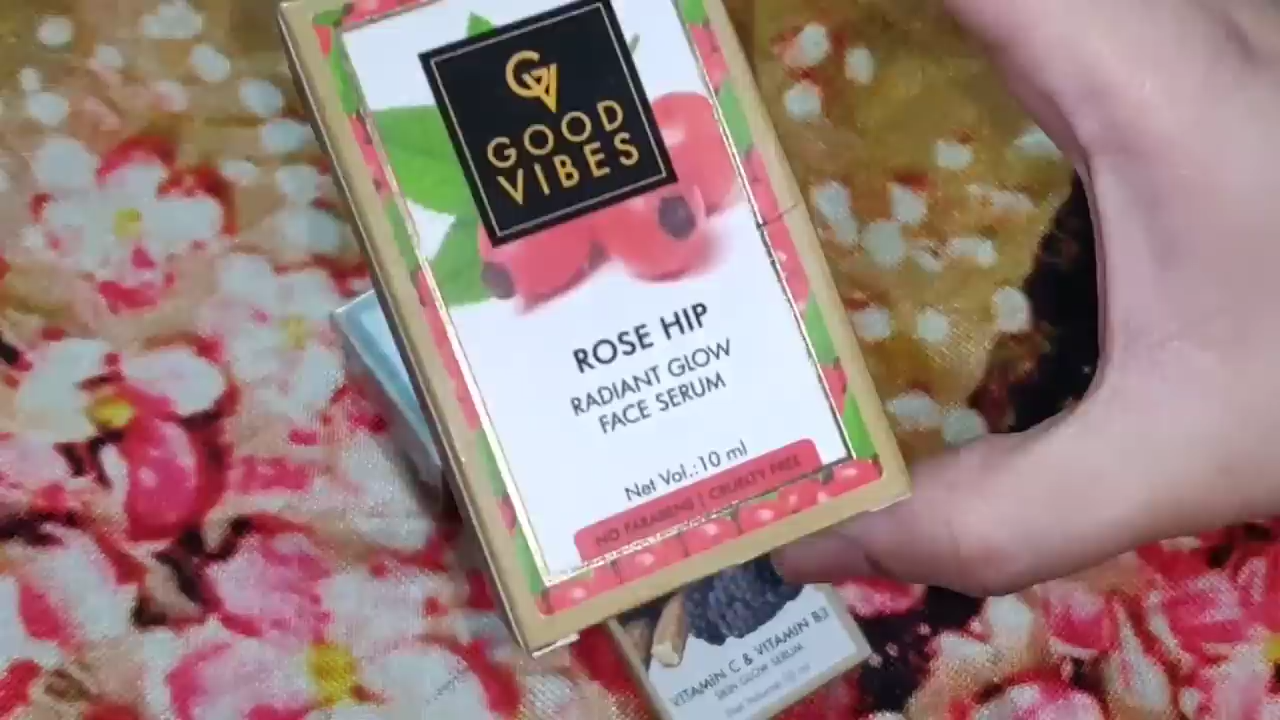 GV
GOOD
VIBES
ROSE HIP
RADIANT GLOW
FACE SERUM
Net Vol.:10 ml
NO PARABENS | CRUELTY FREE
VITAMIN C & VITAMIN B3
SKIN GLOW SERUM